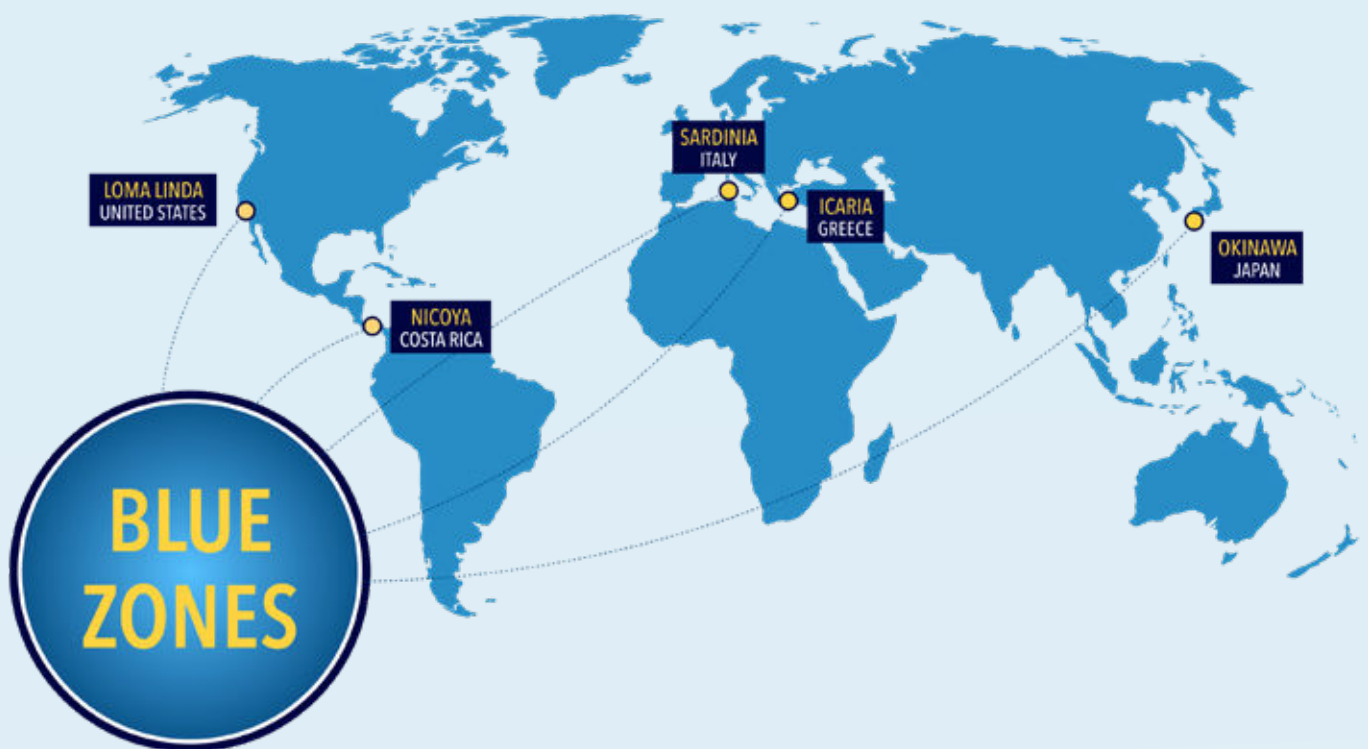 SARDINIA
ITALY
LOMA LINDA
UNITED STATES
ICARIA
GREECE
OKINAWA
JAPAN
NICOYA
COSTA RICA
BLUE
ZONES